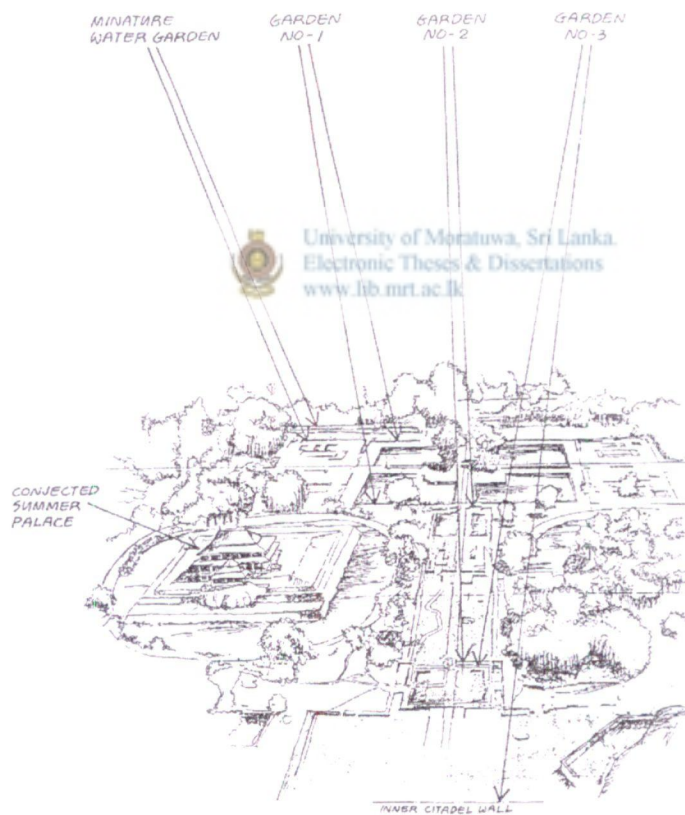 MINATURE
WATER GARDEN
GARDEN
NO-1
GARDEN
NO-2
GARDEN
NO-3
University of Moratuwa, Sri Lanka.
Electronic Theses & Dissertations
www.lib.mrt.ac.lk
CONJECTED
SUMMER
PALACE
INNER CITADEL WALL